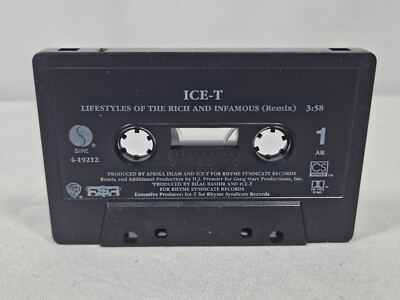 ICE-T
LIFESTYLES OF THE RICH AND INFAMOUS (Remix) 3:58
SIRE
4-19212
1
AR
PRODUCED BY AFRIKA ISLAM AND ICE-T FOR RHYME SYNDICATE RECORDS
Remix and Additional Production by D.J. Premier for Gang Starr Productions, Inc.
*PRODUCED BY BILAL BASHIR AND ICE-T
FOR RHYME SYNDICATE RECORDS
Executive Producer: Ice-T for Rhyme Syndicate Records
CS